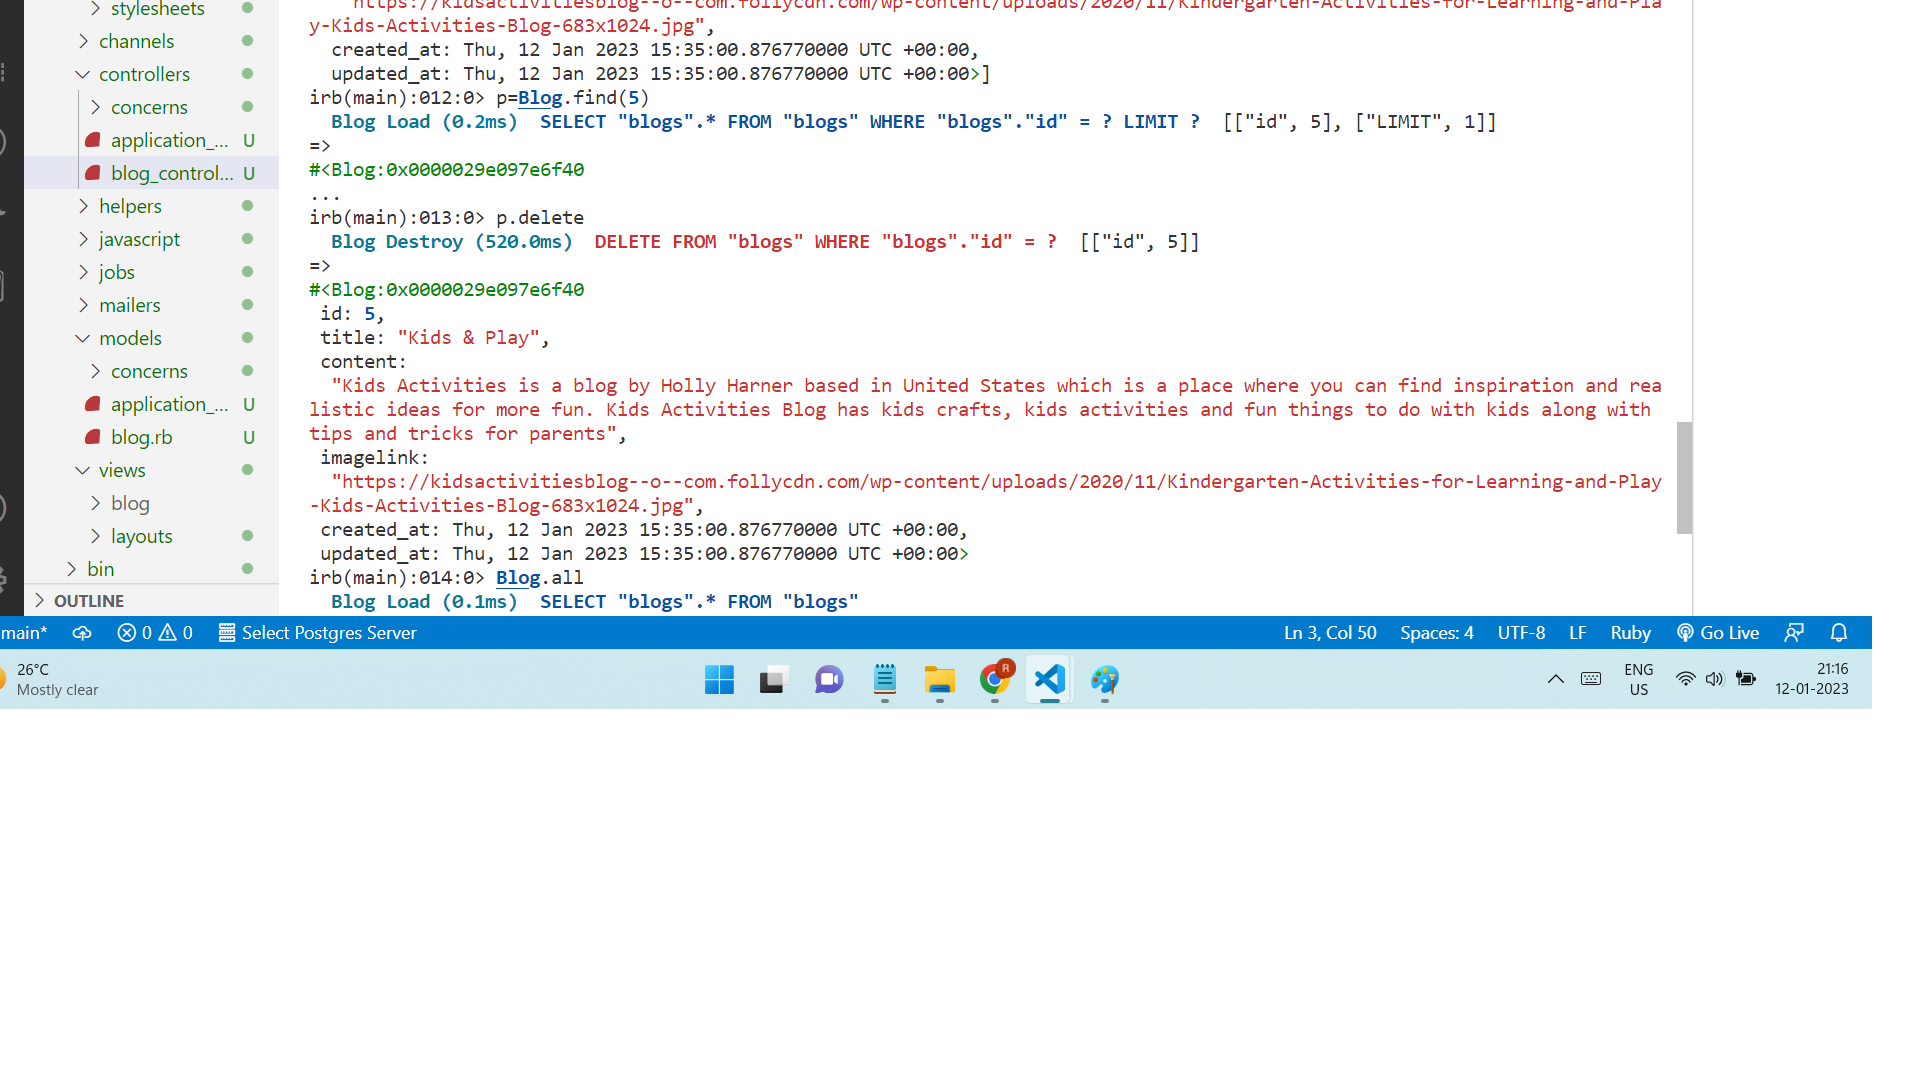 stylesheets
channels
controllers
concerns
application_... U
blog_control... U
helpers
javascript
jobs
mailers
models
concerns
application_... U
blog.rb U
views
blog
layouts
bin
OUTLINE
"https://kidsactivitiesblog--o--com.follycdn.com/wp-content/uploads/2020/11/Kindergarten-Activities-for-Learning-and-Pla
y-Kids-Activities-Blog-683x1024.jpg",
created_at: Thu, 12 Jan 2023 15:35:00.876770000 UTC +00:00,
updated_at: Thu, 12 Jan 2023 15:35:00.876770000 UTC +00:00>]
irb(main):012:0> p=Blog.find(5)
Blog Load (0.2ms) SELECT "blogs".* FROM "blogs" WHERE "blogs"."id" = ? LIMIT ? [["id", 5], ["LIMIT", 1]]
=>
#<Blog:0x0000029e097e6f40
...
irb(main):013:0> p.delete
Blog Destroy (520.0ms) DELETE FROM "blogs" WHERE "blogs"."id" = ? [["id", 5]]
=>
#<Blog:0x0000029e097e6f40
id: 5,
title: "Kids & Play",
content:
"Kids Activities is a blog by Holly Harner based in United States which is a place where you can find inspiration and rea
listic ideas for more fun. Kids Activities Blog has kids crafts, kids activities and fun things to do with kids along with
tips and tricks for parents",
imagelink:
"https://kidsactivitiesblog--o--com.follycdn.com/wp-content/uploads/2020/11/Kindergarten-Activities-for-Learning-and-Play
-Kids-Activities-Blog-683x1024.jpg",
created_at: Thu, 12 Jan 2023 15:35:00.876770000 UTC +00:00,
updated_at: Thu, 12 Jan 2023 15:35:00.876770000 UTC +00:00>
irb(main):014:0> Blog.all
Blog Load (0.1ms) SELECT "blogs".* FROM "blogs"
main* 0 0 Select Postgres Server Ln 3, Col 50 Spaces: 4 UTF-8 LF Ruby Go Live
26°C
Mostly clear
R
ENG
US
21:16
12-01-2023